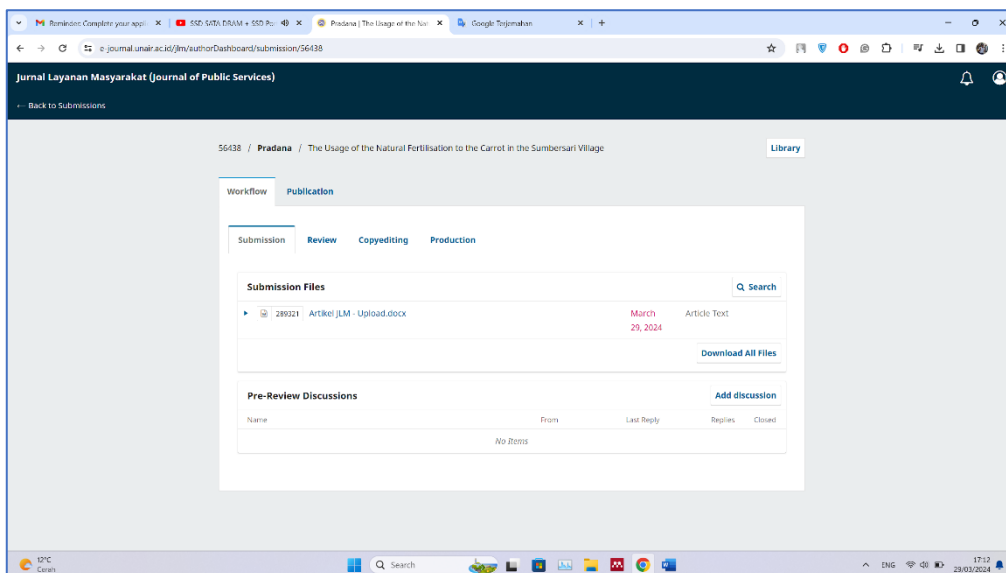 Reminder: Complete your appl
SSD SATA DRAM + SSD Po
Pradana | The Usage of the Nat
Google Terjemahan
e-journal.unair.ac.id/jlm/authorDashboard/submission/56438
Jurnal Layanan Masyarakat (Journal of Public Services)
← Back to Submissions
56438 / Pradana / The Usage of the Natural Fertilisation to the Carrot in the Sumbersari Village
Library
Workflow Publication
Submission Review Copyediting Production
Submission Files
Search
289321 Artikel JLM - Upload.docx March Article Text
29, 2024
Download All Files
Pre-Review Discussions Add discussion
Name From Last Reply Replies Closed
No Items
12°C
Cerah
Search
ENG
17:12
29/03/2024